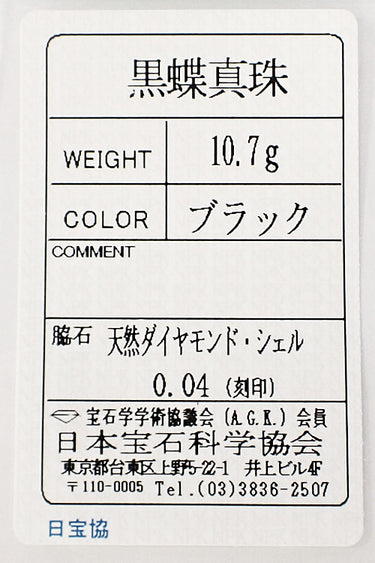 黒蝶真珠
WEIGHT 10.7g
COLOR ブラック
COMMENT
脇石 天然ダイヤモンド・シェル
0.04 (刻印)
宝石学学術協議会 (A.G.K.) 会員
日本宝石科学協会
東京都台東区上野5-22-1 井上ビル4F
〒110-0005 Tel.(03)3836-2507
日宝協